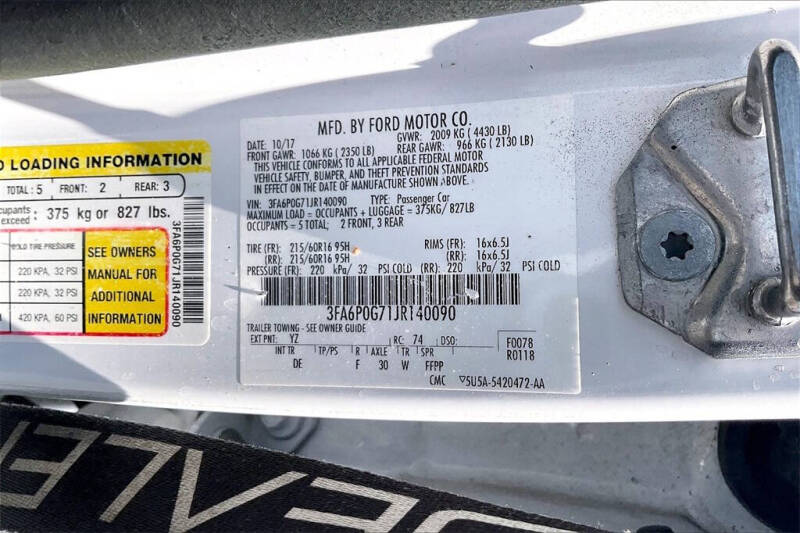 MFD. BY FORD MOTOR CO.
DATE: 10/17 GVWR: 2009 KG ( 4430 LB)
FRONT GAWR: 1066 KG ( 2350 LB) REAR GAWR: 966 KG ( 2130 LB)
THIS VEHICLE CONFORMS TO ALL APPLICABLE FEDERAL MOTOR
VEHICLE SAFETY, BUMPER, AND THEFT PREVENTION STANDARDS
IN EFFECT ON THE DATE OF MANUFACTURE SHOWN ABOVE.
VIN: 3FA6P0G71JR140090 TYPE: Passenger Car
MAXIMUM LOAD = OCCUPANTS + LUGGAGE = 375KG/ 827LB
OCCUPANTS = 5 TOTAL; 2 FRONT, 3 REAR
TIRE (FR): 215/60R16 95H RIMS (FR): 16x6.5J
(RR): 215/60R16 95H (RR): 16x6.5J
PRESSURE (FR): 220 kPa/ 32 PSI COLD (RR): 220 kPa/ 32 PSI COLD
3FA6P0G71JR140090
TRAILER TOWING - SEE OWNER GUIDE
EXT PNT: YZ RC: 74 DSO: F0078
R0118
INT TR TP/PS R AXLE TR SPR
DE F 30 W FFPP
CMC ▽5U5A-5420472-AA
D LOADING INFORMATION
TOTAL : 5 FRONT: 2 REAR: 3
375 kg or 827 lbs.
COLD TIRE PRESSURE
220 KPA, 32 PSI
220 KPA, 32 PSI
420 KPA, 60 PSI
SEE OWNERS
MANUAL FOR
ADDITIONAL
INFORMATION
3FA6P0G71JR140090